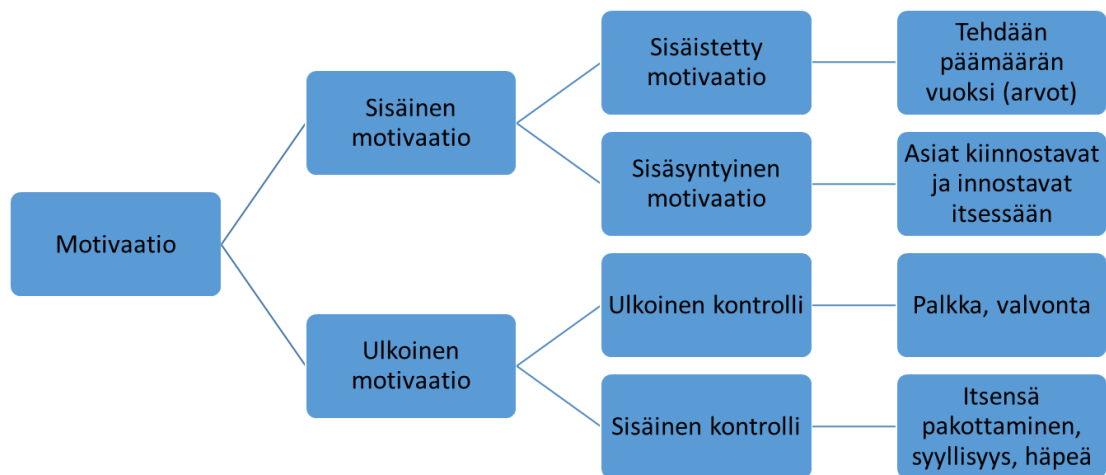 Motivaatio
Sisäinen
motivaatio
Sisäistetty
motivaatio
Tehdään
päämäärän
vuoksi (arvot)
Sisäsyntyinen
motivaatio
Asiat kiinnostavat
ja innostavat
itsessään
Ulkoinen
motivaatio
Ulkoinen kontrolli
Palkka, valvonta
Sisäinen kontrolli
Itsensä
pakottaminen,
syyllisyys, häpeä